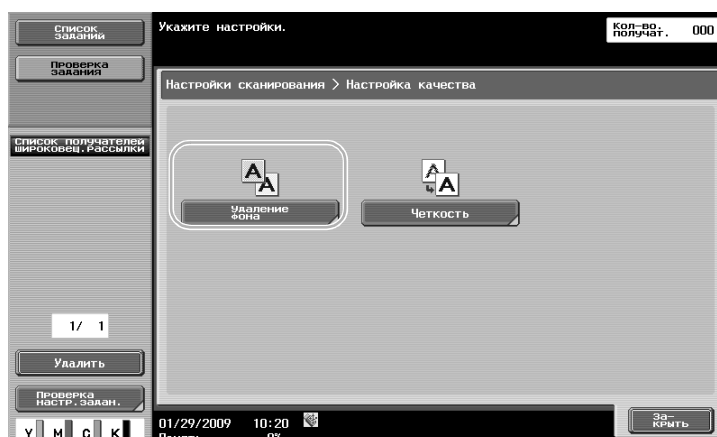 Список
заданий
Укажите настройки.
Кол-во.
получат.
000
Проверка
задания
Настройки сканирования > Настройка качества
Список получателей
широковещ.рассылки
A
A
A
A
Удаление
фона
Четкость
1/ 1
Удалить
Проверка
настр.задан.
Y M C K
01/29/2009 10:20
Память 0%
За-
крыть